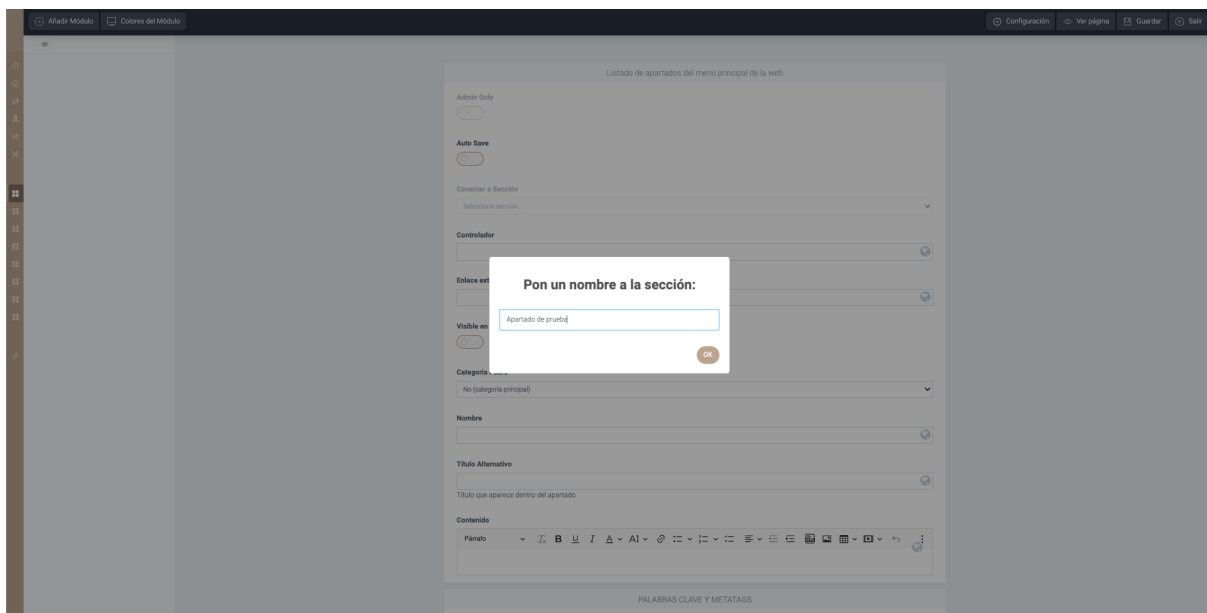 Añadir Módulo Colores del Módulo Configuración Ver página Guardar Salir
Listado de apartados del menú principal de la web
Admin Only
Auto Save
Conectar a Sección
Selecciona sección...
Controlador
Enlace ext
Pon un nombre a la sección:
Apartado de prueba
Visible en
OK
Categoría
No (categoría principal)
Nombre
Título Alternativo
Título que aparece dentro del apartado
Contenido
Párrafo B U I A AI
PALABRAS CLAVE Y METATAGS